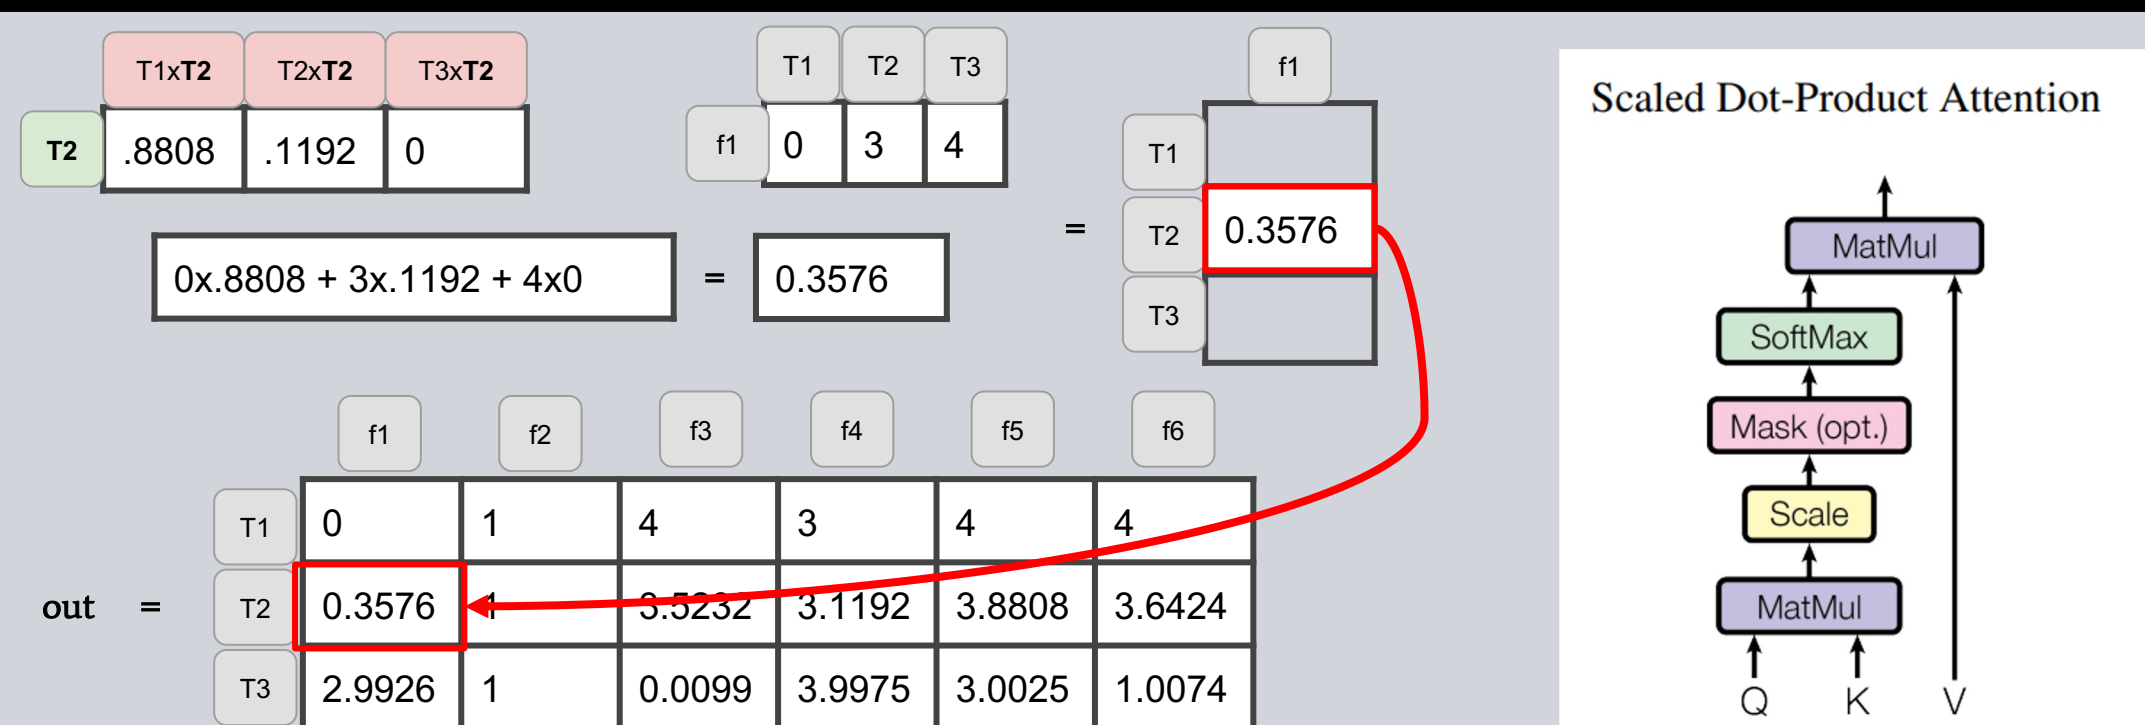 T1xT2 T2xT2 T3xT2
T2 .8808 .1192 0
T1 T2 T3
f1 0 3 4
0x.8808 + 3x.1192 + 4x0 = 0.3576
=
f1
T1
T2 0.3576
T3
f1 f2 f3 f4 f5 f6
T1 0 1 4 3 4 4
out = T2 0.3576 1 3.5232 3.1192 3.8808 3.6424
T3 2.9926 1 0.0099 3.9975 3.0025 1.0074
Scaled Dot-Product Attention
MatMul
SoftMax
Mask (opt.)
Scale
MatMul
Q K V